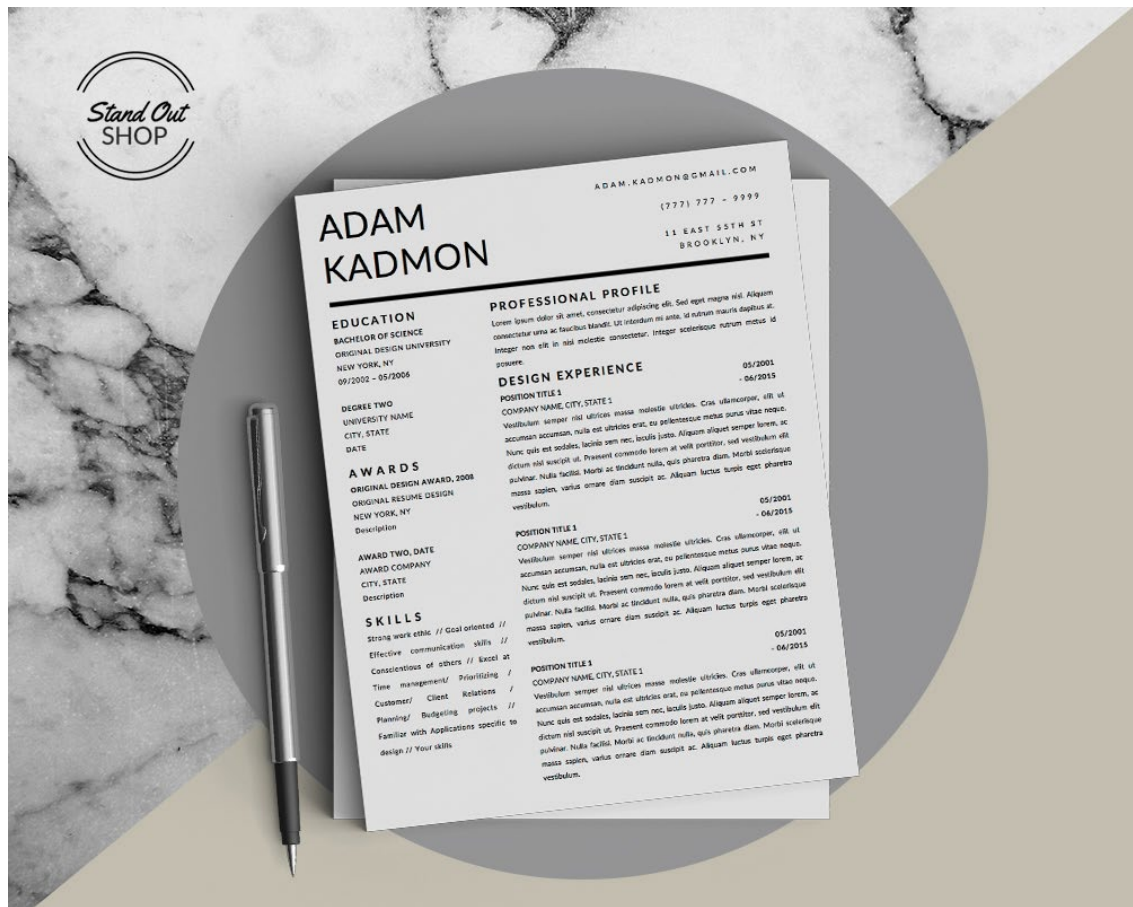 Stand Out
SHOP
ADAM
KADMON
ADAM.KADMON@GMAIL.COM
(777) 777 - 9999
11 EAST 55TH ST
BROOKLYN, NY
EDUCATION
BACHELOR OF SCIENCE
ORIGINAL DESIGN UNIVERSITY
NEW YORK, NY
09/2002 – 05/2006
DEGREE TWO
UNIVERSITY NAME
CITY, STATE
DATE
AWARDS
ORIGINAL DESIGN AWARD, 2008
ORIGINAL RESUME DESIGN
NEW YORK, NY
Description
AWARD TWO, DATE
AWARD COMPANY
CITY, STATE
Description
SKILLS
Strong work ethic // Goal oriented //
Effective communication skills //
Conscientious of others // Excel at
Time management/ Prioritizing /
Customer/ Client Relations /
Planning/ Budgeting projects //
Familiar with Applications specific to
design // Your skills
PROFESSIONAL PROFILE
Lorem ipsum dolor sit amet, consectetur adipiscing elit. Sed eget magna nisl. Aliquam
consectetur urna ac faucibus blandit. Ut interdum mi ante, id rutrum mauris dapibus at.
Integer non elit in nisl molestie consectetur. Integer scelerisque rutrum metus id
posuere.
DESIGN EXPERIENCE
05/2001
- 06/2015
POSITION TITLE 1
COMPANY NAME, CITY, STATE 1
Vestibulum semper nisl ultrices massa molestie ultricies. Cras ullamcorper, elit ut
accumsan accumsan, nulla est ultricies erat, eu pellentesque metus purus vitae neque.
Nunc quis est sodales, lacinia sem nec, iaculis justo. Aliquam aliquet semper lorem, ac
dictum nisl suscipit ut. Praesent commodo lorem at velit porttitor, sed vestibulum elit
pulvinar. Nulla facilisi. Morbi ac tincidunt nulla, quis pharetra diam. Morbi scelerisque
massa sapien, varius ornare diam suscipit ac. Aliquam luctus turpis eget pharetra
vestibulum.
05/2001
- 06/2015
POSITION TITLE 1
COMPANY NAME, CITY, STATE 1
Vestibulum semper nisl ultrices massa molestie ultricies. Cras ullamcorper, elit ut
accumsan accumsan, nulla est ultricies erat, eu pellentesque metus purus vitae neque.
Nunc quis est sodales, lacinia sem nec, iaculis justo. Aliquam aliquet semper lorem, ac
dictum nisl suscipit ut. Praesent commodo lorem at velit porttitor, sed vestibulum elit
pulvinar. Nulla facilisi. Morbi ac tincidunt nulla, quis pharetra diam. Morbi scelerisque
massa sapien, varius ornare diam suscipit ac. Aliquam luctus turpis eget pharetra
vestibulum.
05/2001
- 06/2015
POSITION TITLE 1
COMPANY NAME, CITY, STATE 1
Vestibulum semper nisl ultrices massa molestie ultricies. Cras ullamcorper, elit ut
accumsan accumsan, nulla est ultricies erat, eu pellentesque metus purus vitae neque.
Nunc quis est sodales, lacinia sem nec, iaculis justo. Aliquam aliquet semper lorem, ac
dictum nisl suscipit ut. Praesent commodo lorem at velit porttitor, sed vestibulum elit
pulvinar. Nulla facilisi. Morbi ac tincidunt nulla, quis pharetra diam. Morbi scelerisque
massa sapien, varius ornare diam suscipit ac. Aliquam luctus turpis eget pharetra
vestibulum.